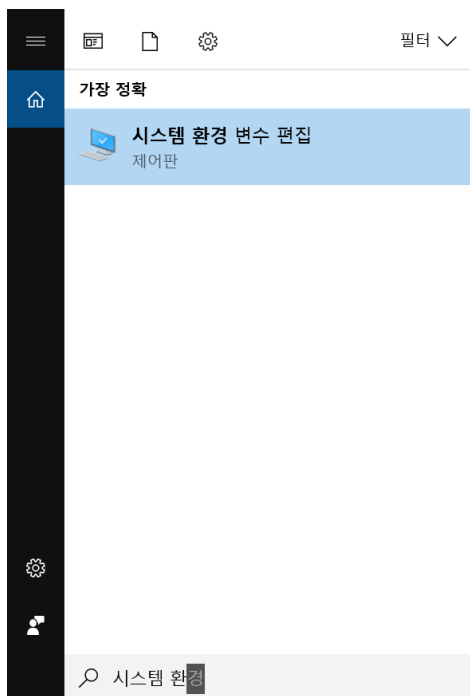 필터
가장 정확
시스템 환경 변수 편집
제어판
시스템 환경